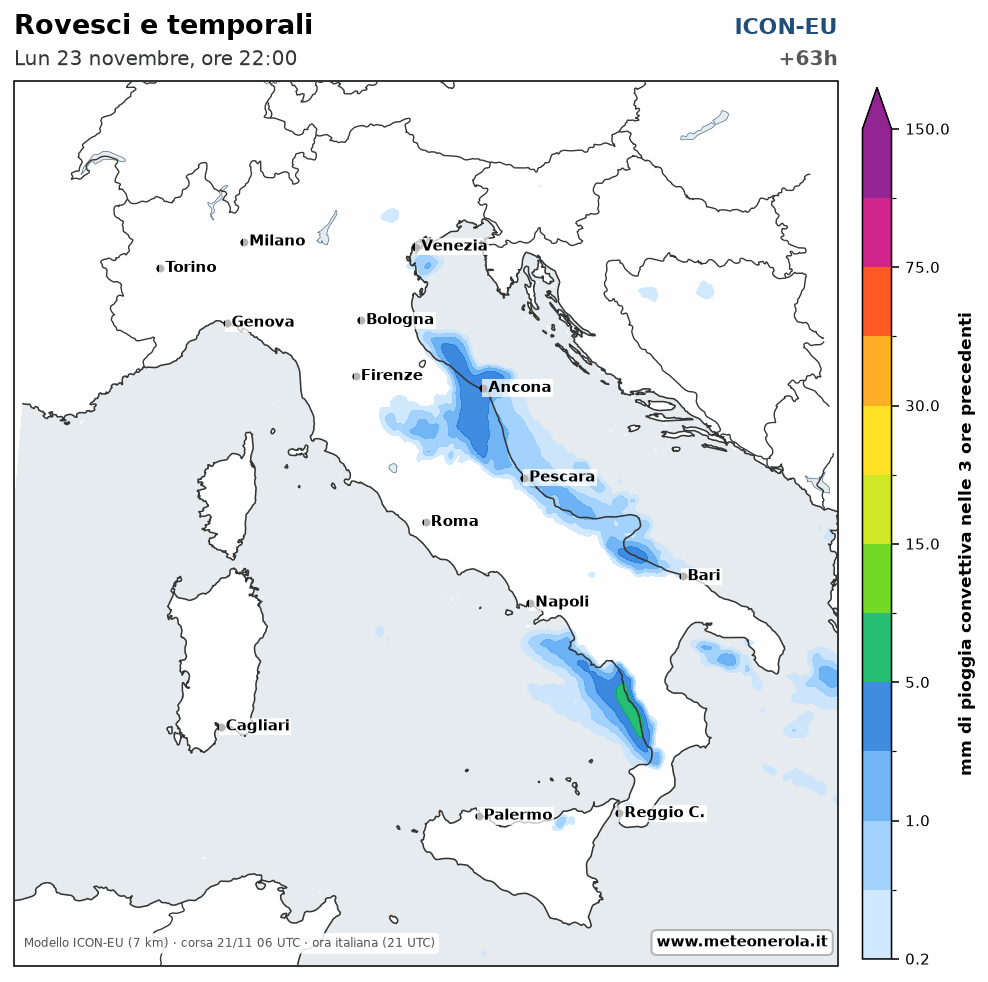 Rovesci e temporali
ICON-EU
Lun 23 novembre, ore 22:00
+63h
150.0
75.0
30.0
15.0
5.0
1.0
0.2
mm di pioggia convettiva nelle 3 ore precedenti
Milano
Venezia
Torino
Genova
Bologna
Firenze
Ancona
Pescara
Roma
Bari
Napoli
Cagliari
Palermo
Reggio C.
Modello ICON-EU (7 km) · corsa 21/11 06 UTC · ora italiana (21 UTC)
www.meteonerola.it